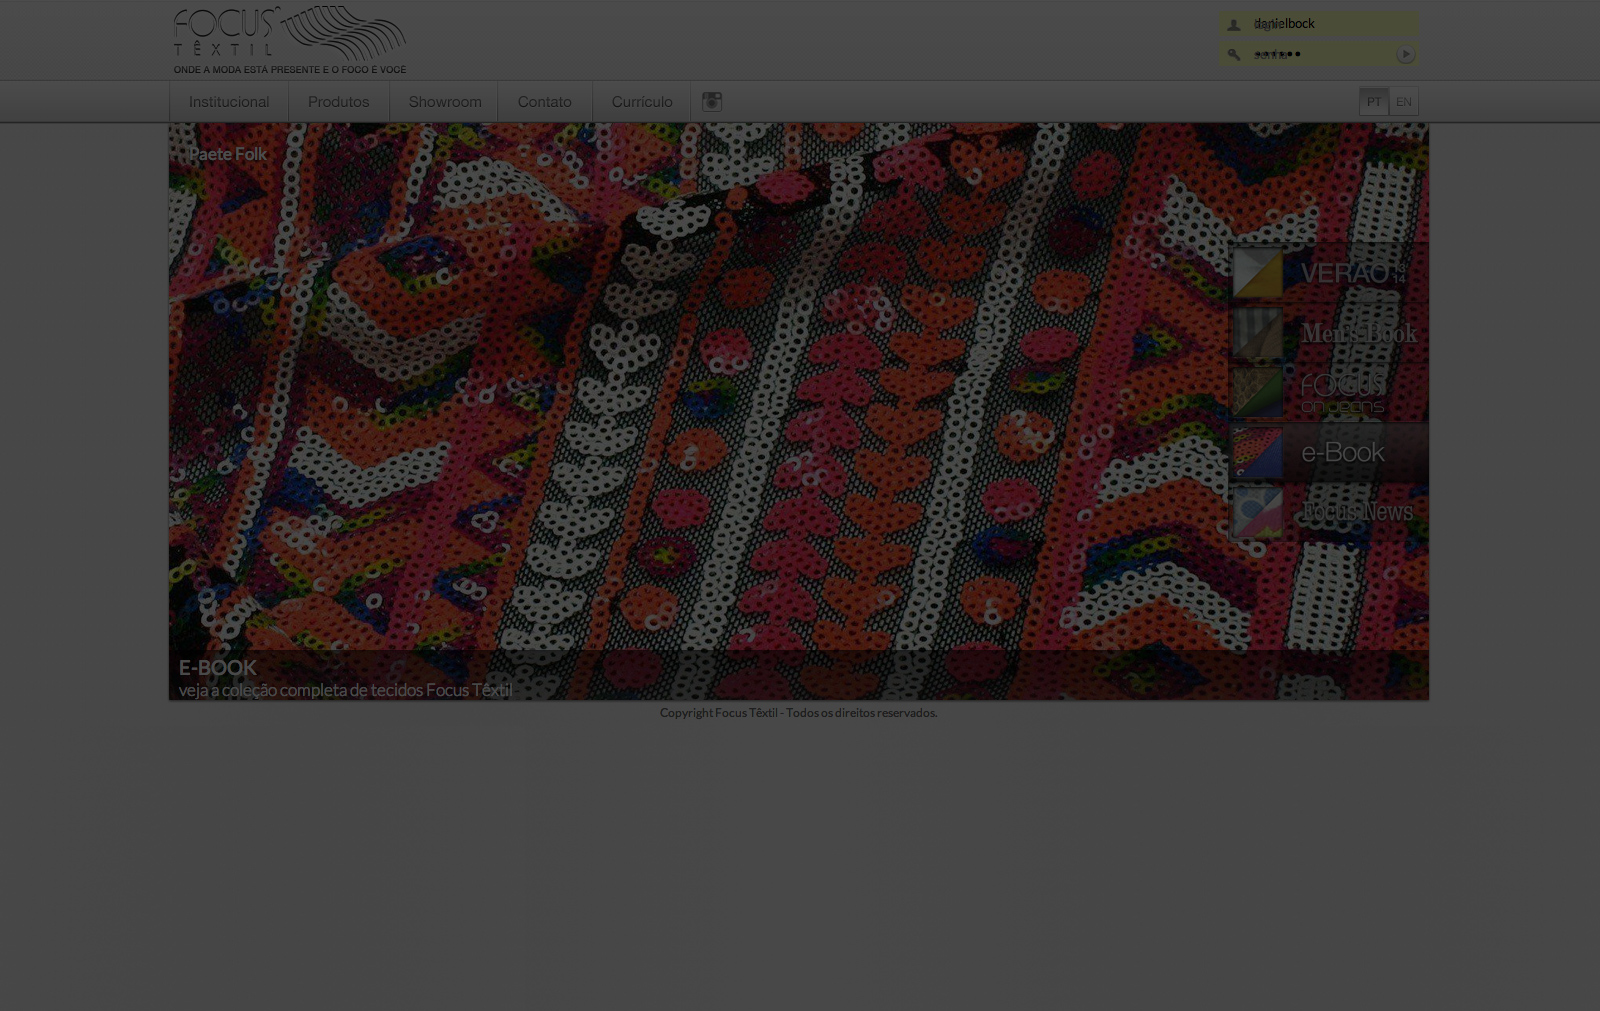 FOCUS
TÊXTIL
ONDE A MODA ESTÁ PRESENTE E O FOCO É VOCÊ
danielbock
Institucional
Produtos
Showroom
Contato
Currículo
PT
EN
Paete Folk
VERÃO 13 14
Men's Book
FOCUS
on jeans
e-Book
Focus News
E-BOOK
veja a coleção completa de tecidos Focus Têxtil
Copyright Focus Têxtil - Todos os direitos reservados.